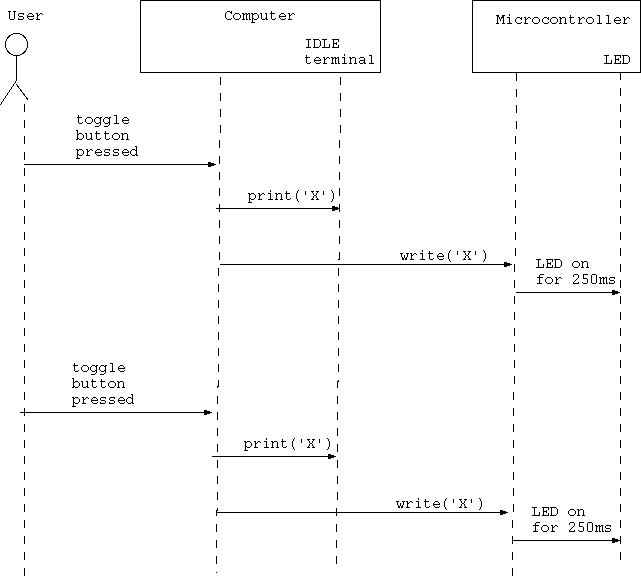 User
Computer
Microcontroller
IDLE
terminal
LED
toggle
button
pressed
print('X')
write('X')
LED on
for 250ms
toggle
button
pressed
print('X')
write('X')
LED on
for 250ms